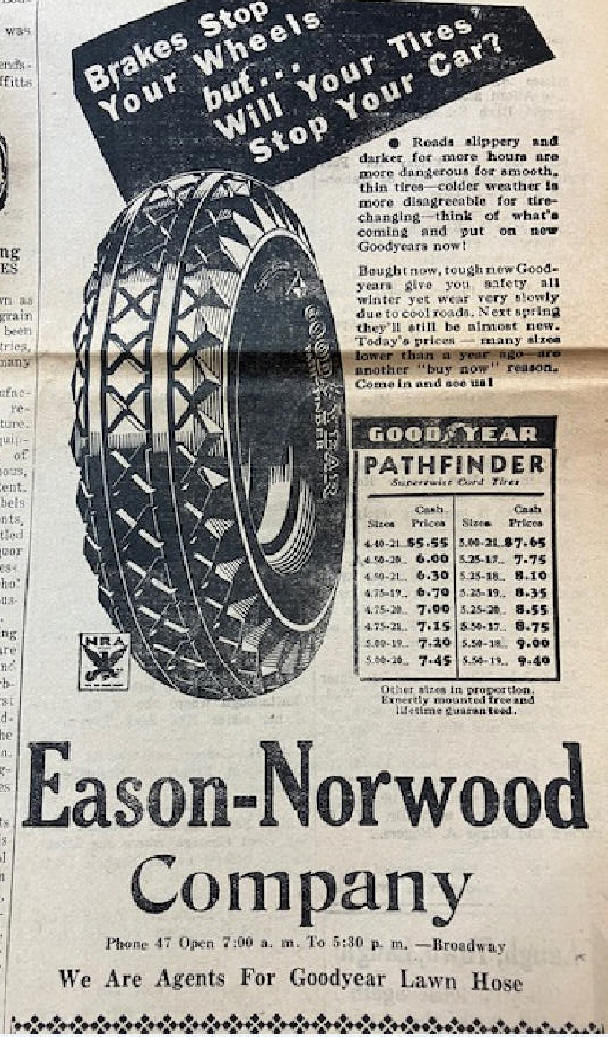 Brakes Stop
Your Wheels
but...
Will Your Tires
Stop Your Car?
● Roads slippery and
darker for more hours are
more dangerous for smooth,
thin tires—colder weather is
more disagreeable for tire-
changing—think of what's
coming and put on new
Goodyears now!
Bought now, tough new Good-
years give you safety all
winter yet wear very slowly
due to cool roads. Next spring
they'll still be almost new.
Today's prices—many sizes
lower than a year ago—are
another "buy now" reason.
Come in and see us!
GOODYEAR
PATHFINDER
GOOD YEAR
PATHFINDER
Supertwist Cord Tires
Sizes Cash Prices Sizes Cash Prices
4.40-21 $5.55 5.00-21 $7.65
4.50-20 6.00 5.25-17 7.75
4.50-21 6.30 5.25-18 8.10
4.75-19 6.70 5.25-19 8.35
4.75-20 7.00 5.25-20 8.55
4.75-21 7.15 5.50-17 8.75
5.00-19 7.20 5.50-18 9.00
5.00-20 7.45 5.50-19 9.40
NRA
Other sizes in proportion.
Expertly mounted free and
lifetime guaranteed.
Eason-Norwood
Company
Phone 47 Open 7:00 a. m. To 5:30 p. m. —Broadway
We Are Agents For Goodyear Lawn Hose